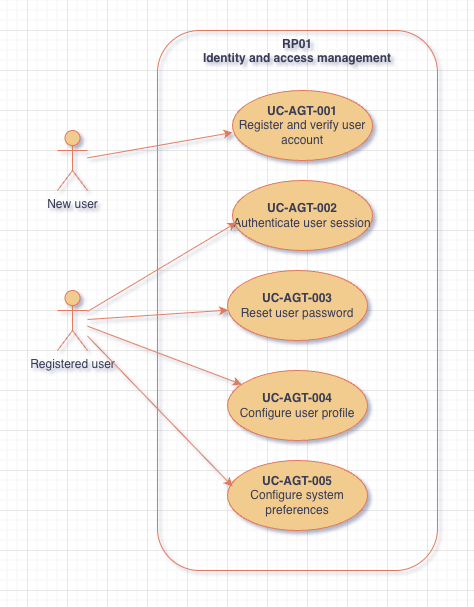 RP01
Identity and access management
UC-AGT-001
Register and verify user
account
New user
UC-AGT-002
Authenticate user session
UC-AGT-003
Reset user password
Registered user
UC-AGT-004
Configure user profile
UC-AGT-005
Configure system
preferences